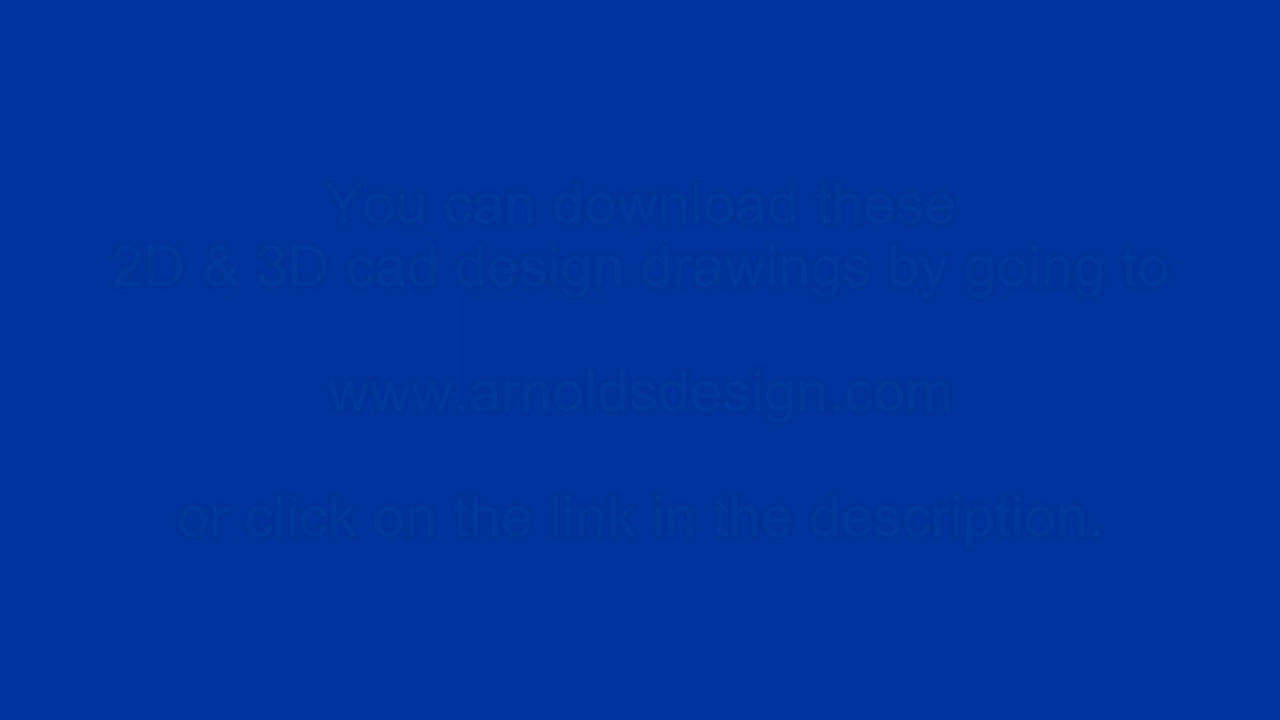 You can download these
2D & 3D cad design drawings by going to
www.arnoldsdesign.com
or click on the link in the description.